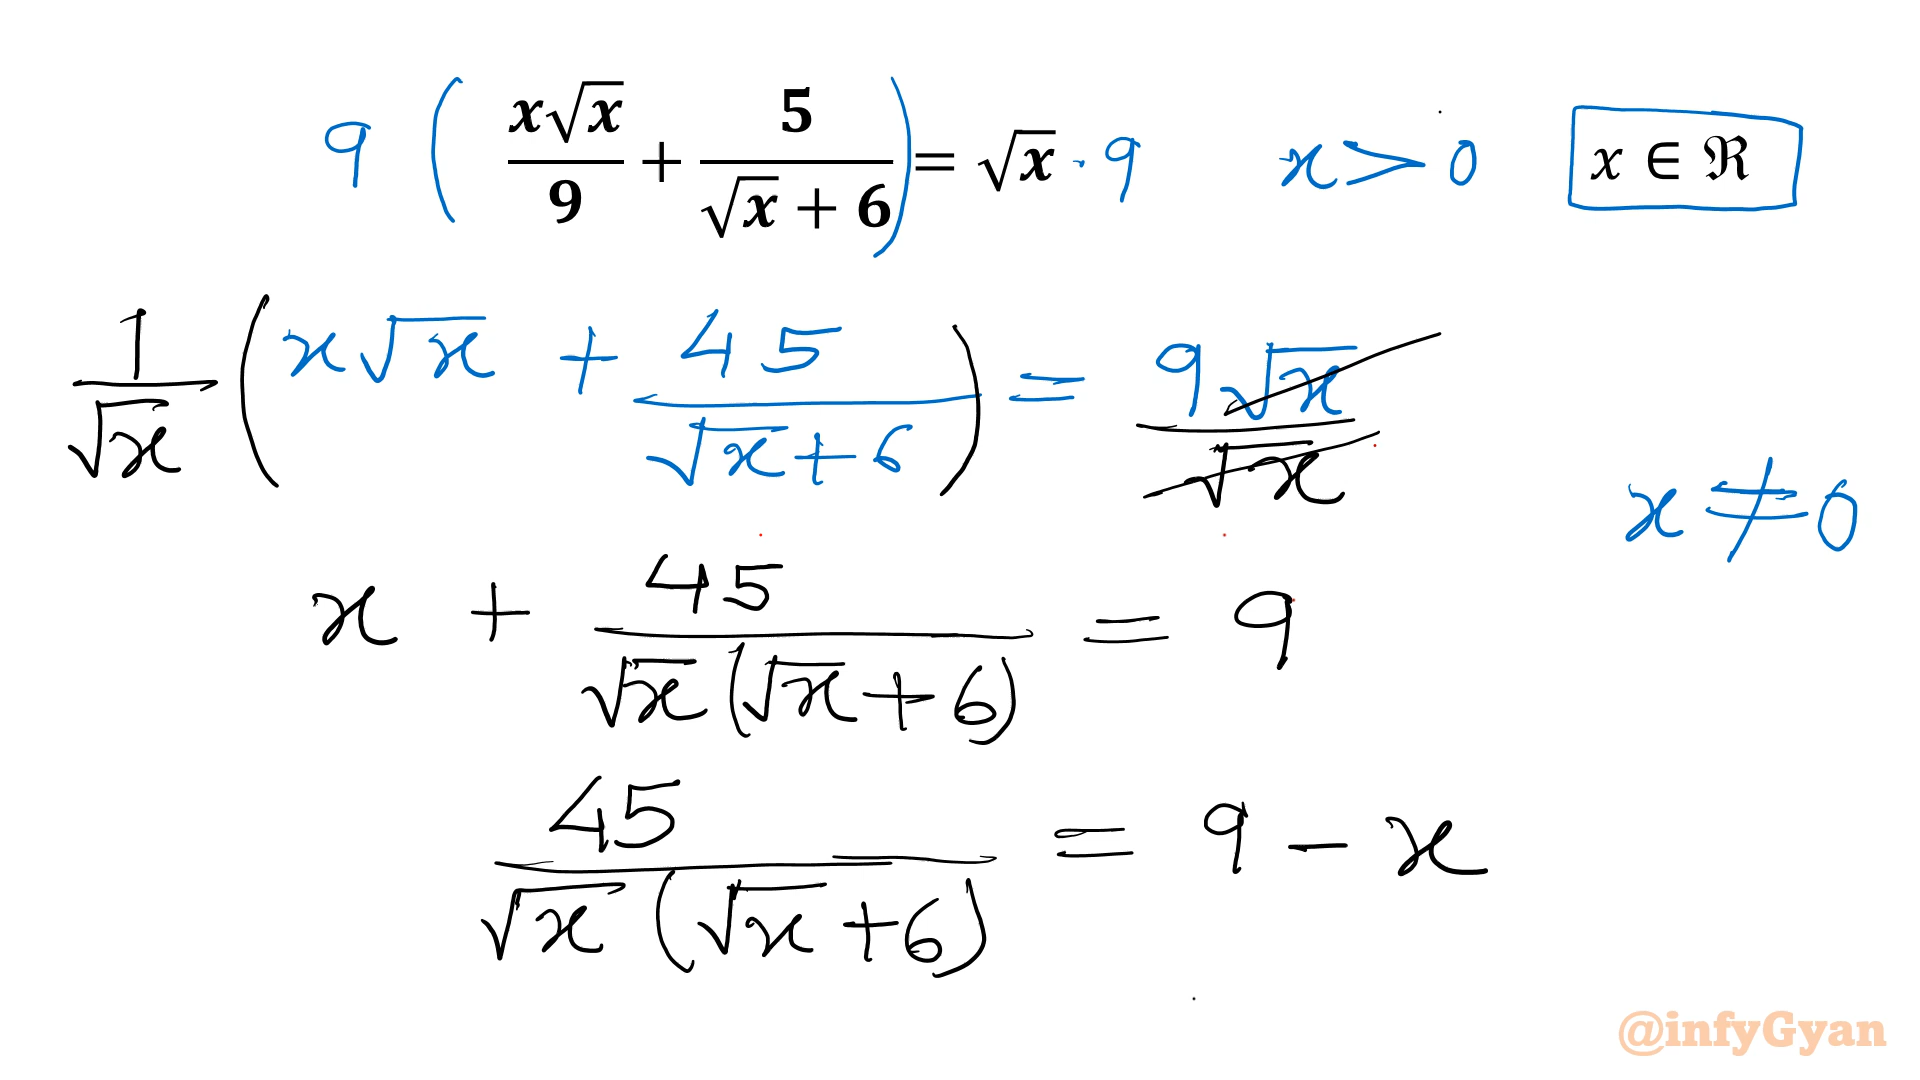 9 ( x√x/9 + 5/(√x + 6) ) = √x · 9   x > 0   x ∈ ℜ
1/√x ( x√x + 45/(√x + 6) ) = 9√x/√x
x ≠ 0
x + 45/(√x (√x + 6)) = 9
45/(√x (√x + 6)) = 9 − x
@infyGyan